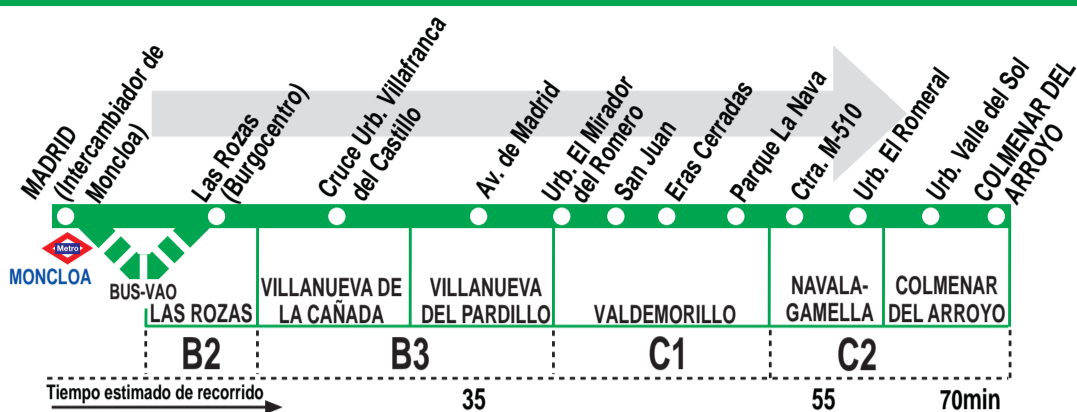 MADRID
(Intercambiador de
Moncloa)
Las Rozas
(Burgocentro)
Cruce Urb. Villafranca
del Castillo
Av. de Madrid
Urb. El Mirador
del Romero
San Juan
Eras Cerradas
Parque La Nava
Ctra. M-510
Urb. El Romeral
Urb. Valle del Sol
COLMENAR DEL
ARROYO
Metro
MONCLOA
BUS-VAO
LAS ROZAS
VILLANUEVA DE
LA CAÑADA
VILLANUEVA
DEL PARDILLO
VALDEMORILLO
NAVALA-
GAMELLA
COLMENAR
DEL ARROYO
B2
B3
C1
C2
Tiempo estimado de recorrido
35
55
70min